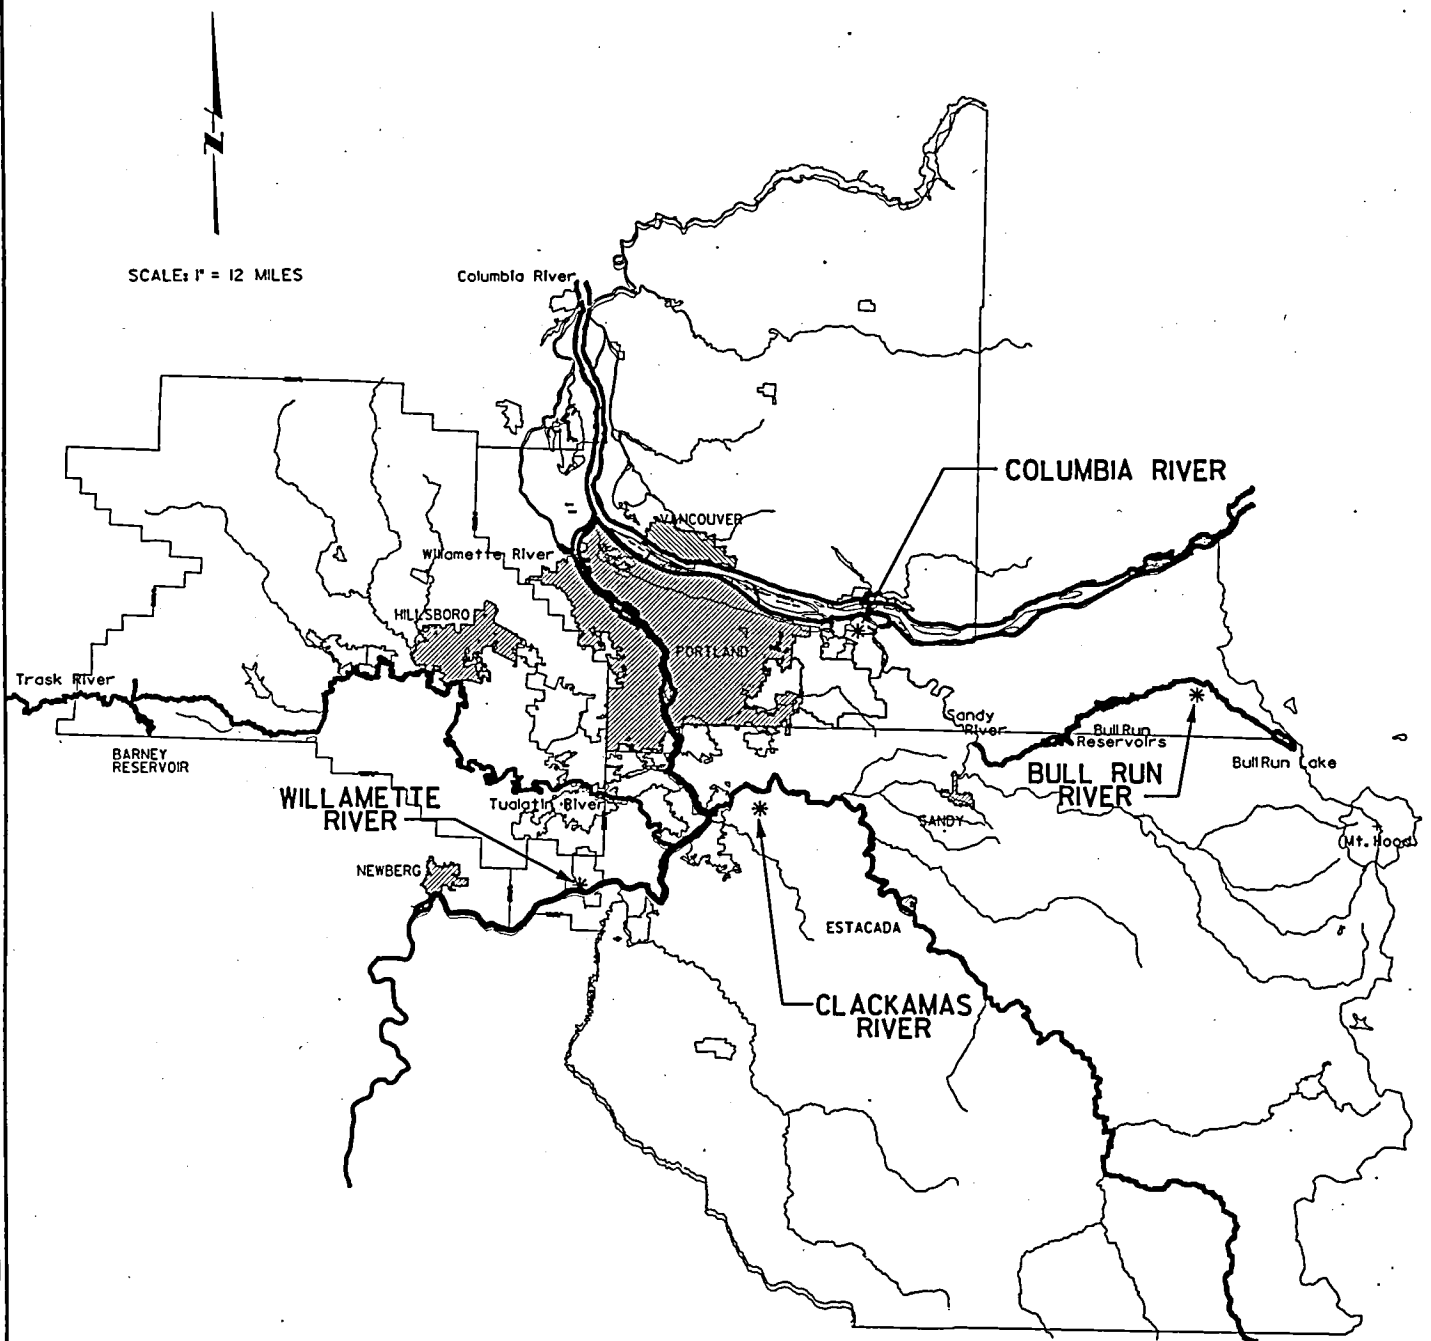 N
SCALE: 1" = 12 MILES
Columbia River
COLUMBIA RIVER
VANCOUVER
Willamette River
HILLSBORO
PORTLAND
Trask River
Sandy
River
Bull Run
Reservoirs
BARNEY
RESERVOIR
Bull Run Lake
BULL RUN
RIVER
WILLAMETTE
RIVER
Tualatin River
SANDY
Mt. Hood
NEWBERG
ESTACADA
CLACKAMAS
RIVER